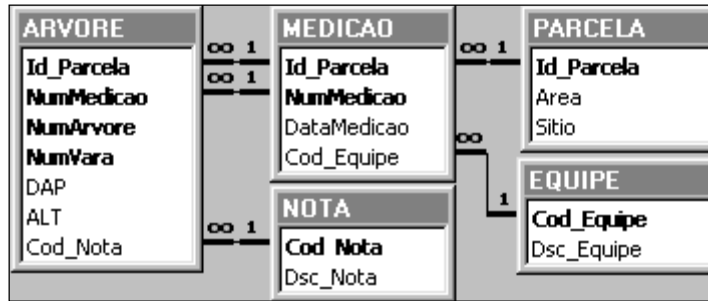 ARVORE
Id_Parcela
NumMedicao
NumArvore
NumVara
DAP
ALT
Cod_Nota
∞ 1
∞ 1
∞ 1
MEDICAO
Id_Parcela
NumMedicao
DataMedicao
Cod_Equipe
NOTA
Cod Nota
Dsc_Nota
∞ 1
∞
1
PARCELA
Id_Parcela
Area
Sitio
EQUIPE
Cod_Equipe
Dsc_Equipe